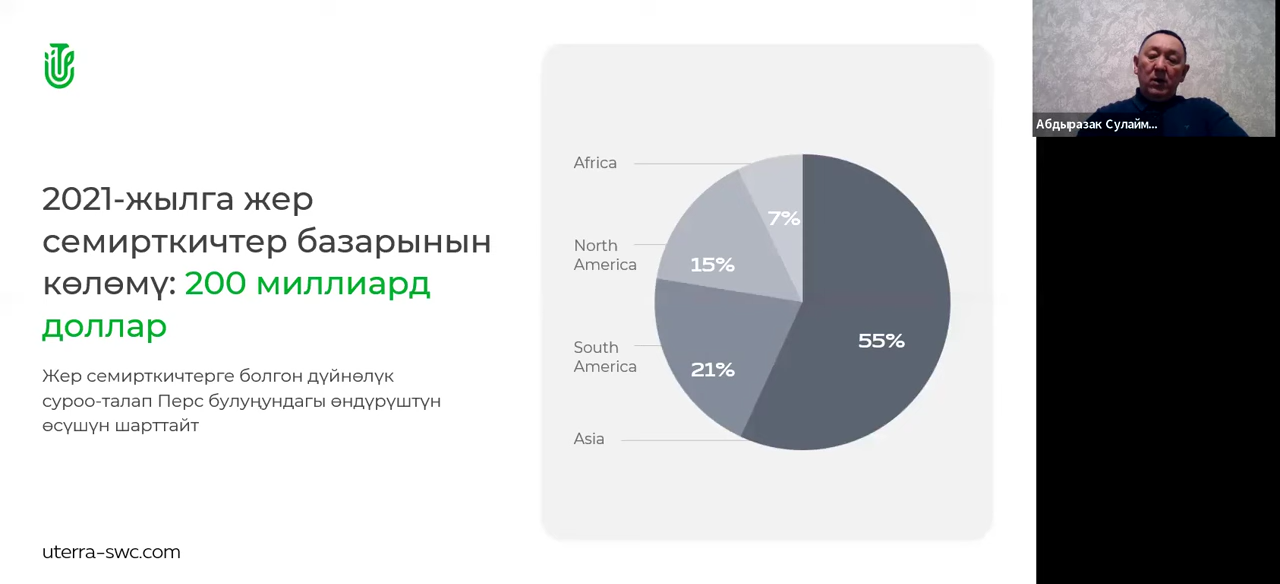 2021-жылга жер
семирткичтер базарынын
көлөмү: 200 миллиард
доллар
Жер семирткичтерге болгон дүйнөлүк
суроо-талап Перс булуңундагы өндүрүштүн
өсүшүн шарттайт
uterra-swc.com
Africa
7%
North
America
15%
South
America
21%
55%
Asia
Абдыразак Сулайм...